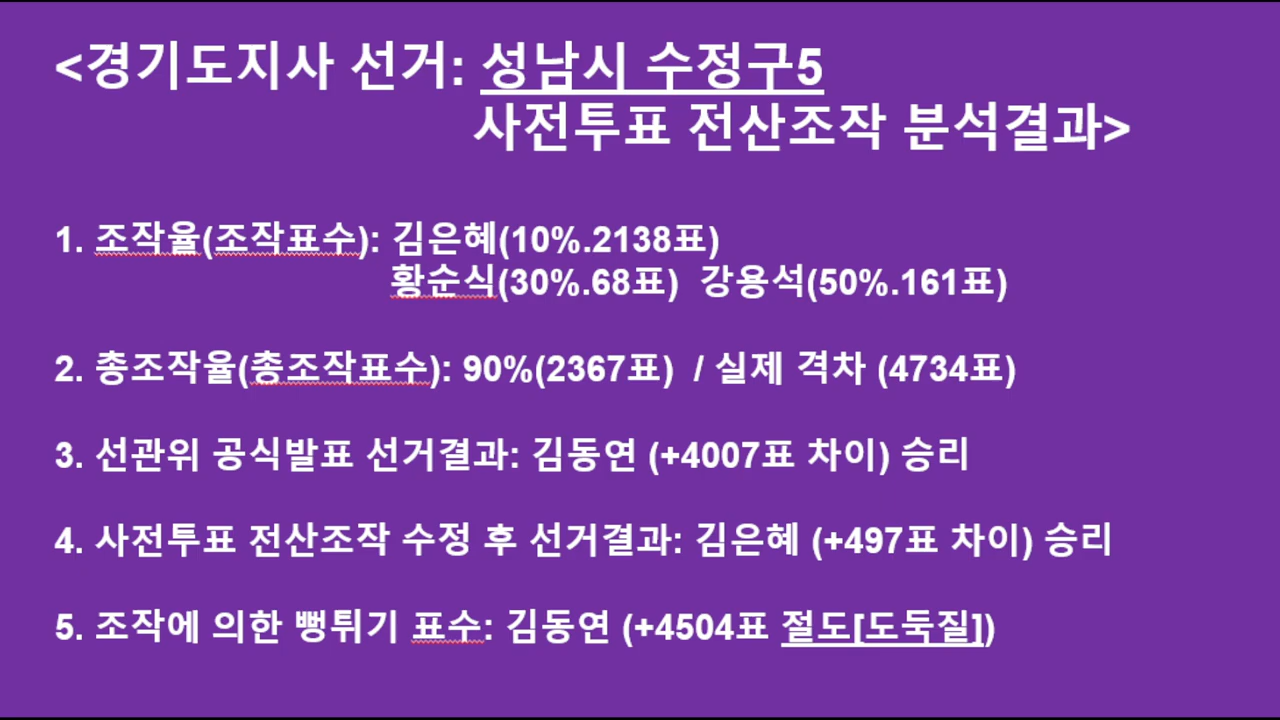 <경기도지사 선거: 성남시 수정구5
사전투표 전산조작 분석결과>
1. 조작율(조작표수): 김은혜(10%.2138표)
황순식(30%.68표) 강용석(50%.161표)
2. 총조작율(총조작표수): 90%(2367표) / 실제 격차 (4734표)
3. 선관위 공식발표 선거결과: 김동연 (+4007표 차이) 승리
4. 사전투표 전산조작 수정 후 선거결과: 김은혜 (+497표 차이) 승리
5. 조작에 의한 뻥튀기 표수: 김동연 (+4504표 절도[도둑질])